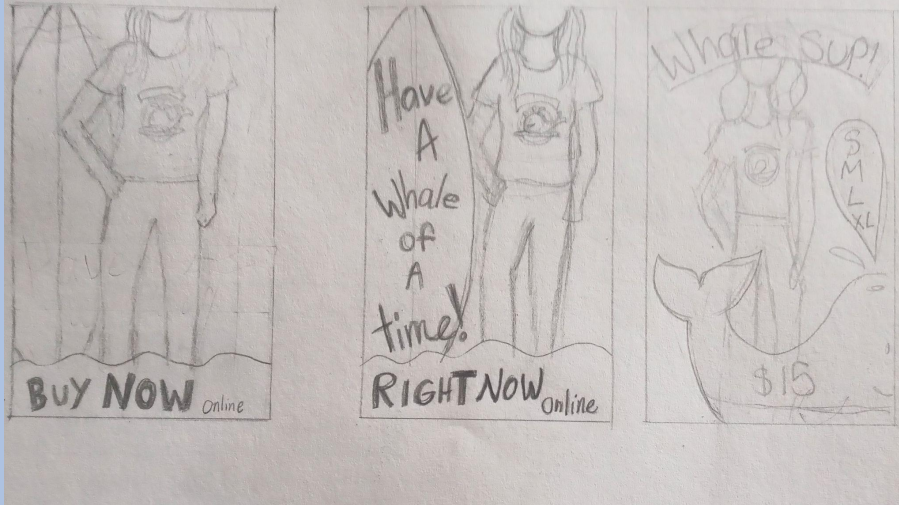 BUY NOW Online
Have
A
Whale
of
A
time!
RIGHT NOW Online
Whale Sup!
S
M
L
XL
$15